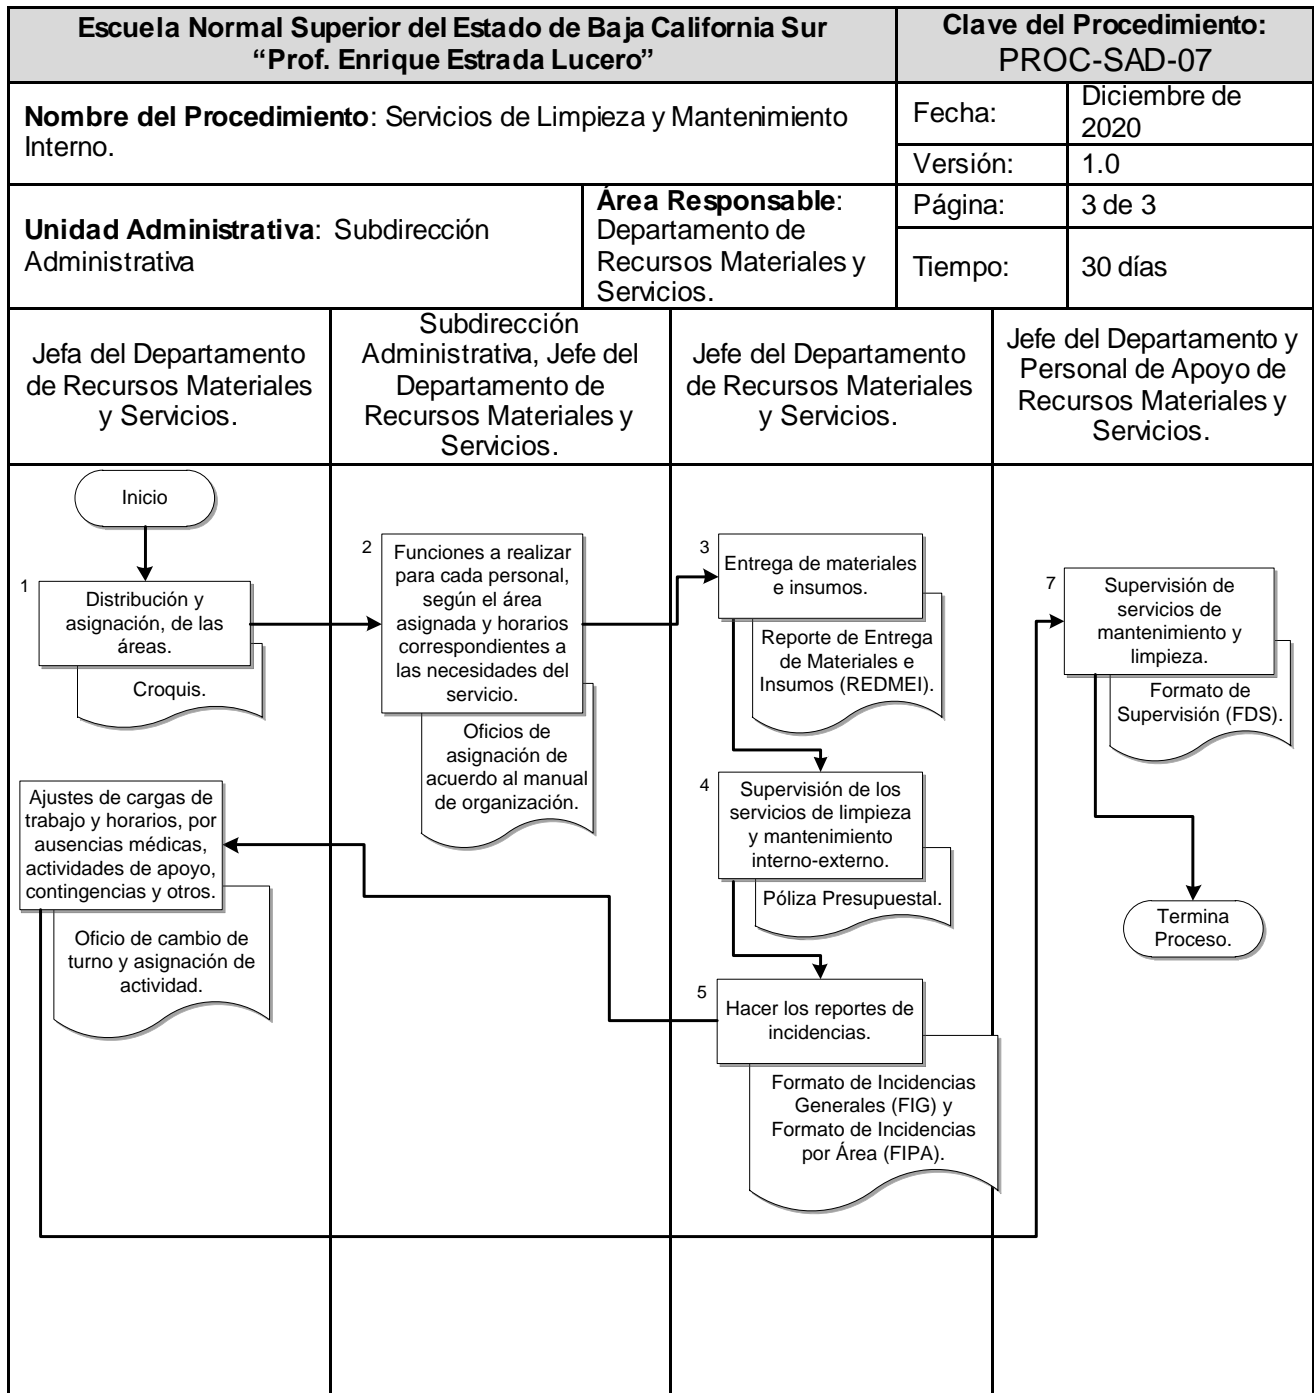 Escuela Normal Superior del Estado de Baja California Sur
“Prof. Enrique Estrada Lucero”
Clave del Procedimiento:
PROC-SAD-07
Nombre del Procedimiento: Servicios de Limpieza y Mantenimiento
Interno.
Fecha:
Diciembre de
2020
Versión:
1.0
Unidad Administrativa: Subdirección
Administrativa
Área Responsable:
Departamento de
Recursos Materiales y
Servicios.
Página:
3 de 3
Tiempo:
30 días
Jefa del Departamento
de Recursos Materiales
y Servicios.
Subdirección
Administrativa, Jefe del
Departamento de
Recursos Materiales y
Servicios.
Jefe del Departamento
de Recursos Materiales
y Servicios.
Jefe del Departamento y
Personal de Apoyo de
Recursos Materiales y
Servicios.
Inicio
1
Distribución y
asignación, de las
áreas.
Croquis.
2
Funciones a realizar
para cada personal,
según el área
asignada y horarios
correspondientes a
las necesidades del
servicio.
Oficios de
asignación de
acuerdo al manual
de organización.
3
Entrega de materiales
e insumos.
Reporte de Entrega
de Materiales e
Insumos (REDMEI).
4
Supervisión de los
servicios de limpieza
y mantenimiento
interno-externo.
Póliza Presupuestal.
5
Hacer los reportes de
incidencias.
Formato de Incidencias
Generales (FIG) y
Formato de Incidencias
por Área (FIPA).
Ajustes de cargas de
trabajo y horarios, por
ausencias médicas,
actividades de apoyo,
contingencias y otros.
Oficio de cambio de
turno y asignación de
actividad.
7
Supervisión de
servicios de
mantenimiento y
limpieza.
Formato de
Supervisión (FDS).
Termina
Proceso.